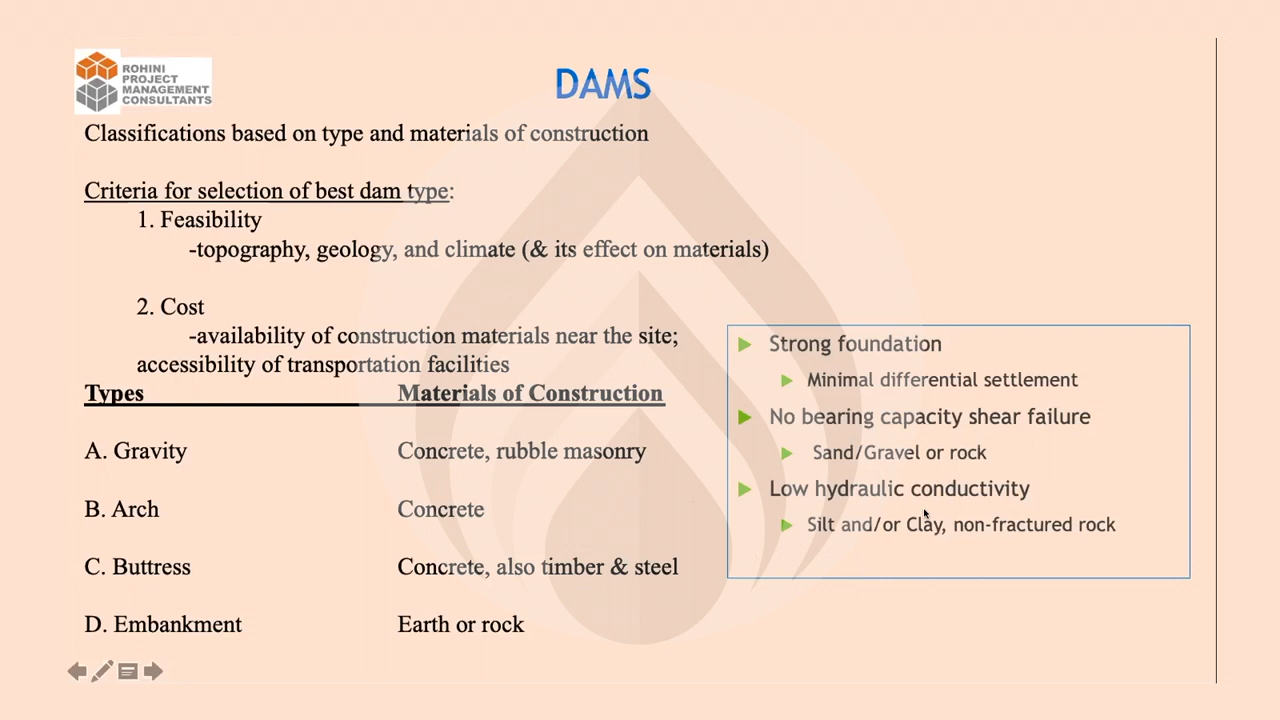 ROHINI
PROJECT
MANAGEMENT
CONSULTANTS
DAMS
Classifications based on type and materials of construction
Criteria for selection of best dam type:
1. Feasibility
-topography, geology, and climate (& its effect on materials)
2. Cost
-availability of construction materials near the site;
accessibility of transportation facilities
Types Materials of Construction
A. Gravity Concrete, rubble masonry
B. Arch Concrete
C. Buttress Concrete, also timber & steel
D. Embankment Earth or rock
Strong foundation
Minimal differential settlement
No bearing capacity shear failure
Sand/Gravel or rock
Low hydraulic conductivity
Silt and/or Clay, non-fractured rock